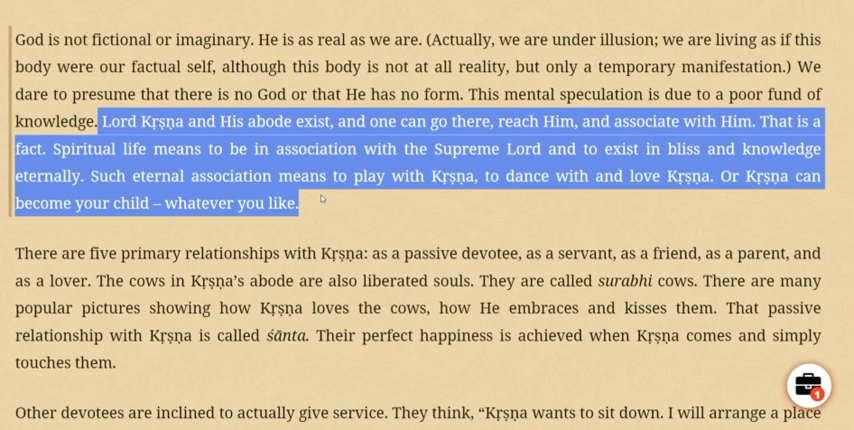 God is not fictional or imaginary. He is as real as we are. (Actually, we are under illusion; we are living as if this
body were our factual self, although this body is not at all reality, but only a temporary manifestation.) We
dare to presume that there is no God or that He has no form. This mental speculation is due to a poor fund of
knowledge. Lord Kṛṣṇa and His abode exist, and one can go there, reach Him, and associate with Him. That is a
fact. Spiritual life means to be in association with the Supreme Lord and to exist in bliss and knowledge
eternally. Such eternal association means to play with Kṛṣṇa, to dance with and love Kṛṣṇa. Or Kṛṣṇa can
become your child – whatever you like.
There are five primary relationships with Kṛṣṇa: as a passive devotee, as a servant, as a friend, as a parent, and
as a lover. The cows in Kṛṣṇa’s abode are also liberated souls. They are called surabhi cows. There are many
popular pictures showing how Kṛṣṇa loves the cows, how He embraces and kisses them. That passive
relationship with Kṛṣṇa is called śānta. Their perfect happiness is achieved when Kṛṣṇa comes and simply
touches them.
Other devotees are inclined to actually give service. They think, “Kṛṣṇa wants to sit down. I will arrange a place
1